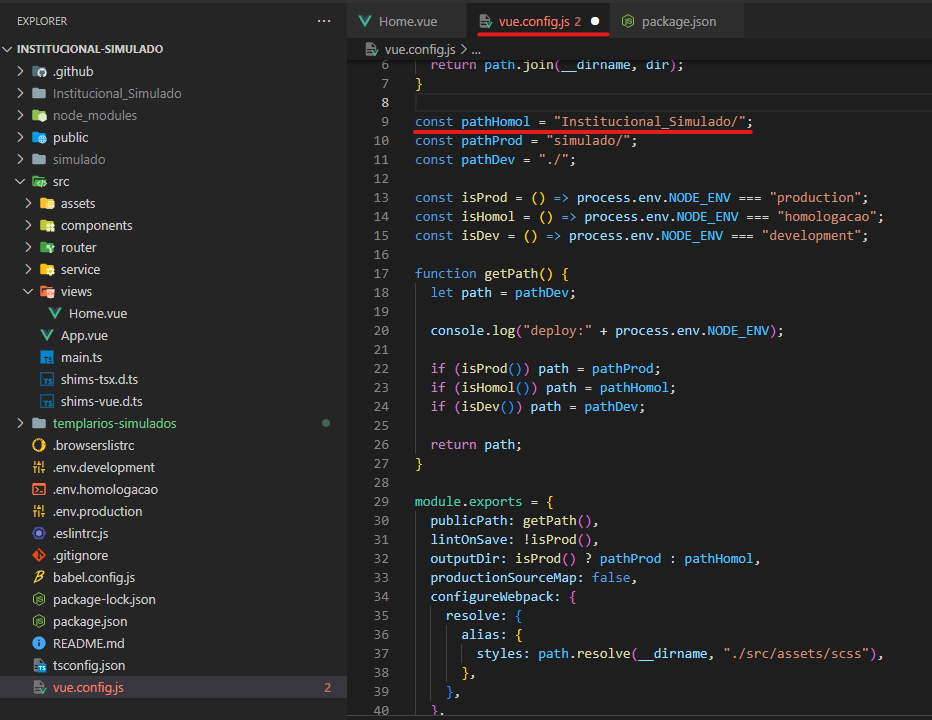 EXPLORER
INSTITUCIONAL-SIMULADO
.github
Institucional_Simulado
node_modules
public
simulado
src
assets
components
router
service
views
Home.vue
App.vue
main.ts
shims-tsx.d.ts
shims-vue.d.ts
templarios-simulados
.browserslistrc
.env.development
.env.homologacao
.env.production
.eslintrc.js
.gitignore
babel.config.js
package-lock.json
package.json
README.md
tsconfig.json
vue.config.js 2
Home.vue vue.config.js 2 package.json
vue.config.js > ...
6 return path.join(__dirname, dir);
7 }
8
9 const pathHomol = "Institucional_Simulado/";
10 const pathProd = "simulado/";
11 const pathDev = "./";
12
13 const isProd = () => process.env.NODE_ENV === "production";
14 const isHomol = () => process.env.NODE_ENV === "homologacao";
15 const isDev = () => process.env.NODE_ENV === "development";
16
17 function getPath() {
18 let path = pathDev;
19
20 console.log("deploy:" + process.env.NODE_ENV);
21
22 if (isProd()) path = pathProd;
23 if (isHomol()) path = pathHomol;
24 if (isDev()) path = pathDev;
25
26 return path;
27 }
28
29 module.exports = {
30 publicPath: getPath(),
31 lintOnSave: !isProd(),
32 outputDir: isProd() ? pathProd : pathHomol,
33 productionSourceMap: false,
34 configureWebpack: {
35 resolve: {
36 alias: {
37 styles: path.resolve(__dirname, "./src/assets/scss"),
38 },
39 },
40 },